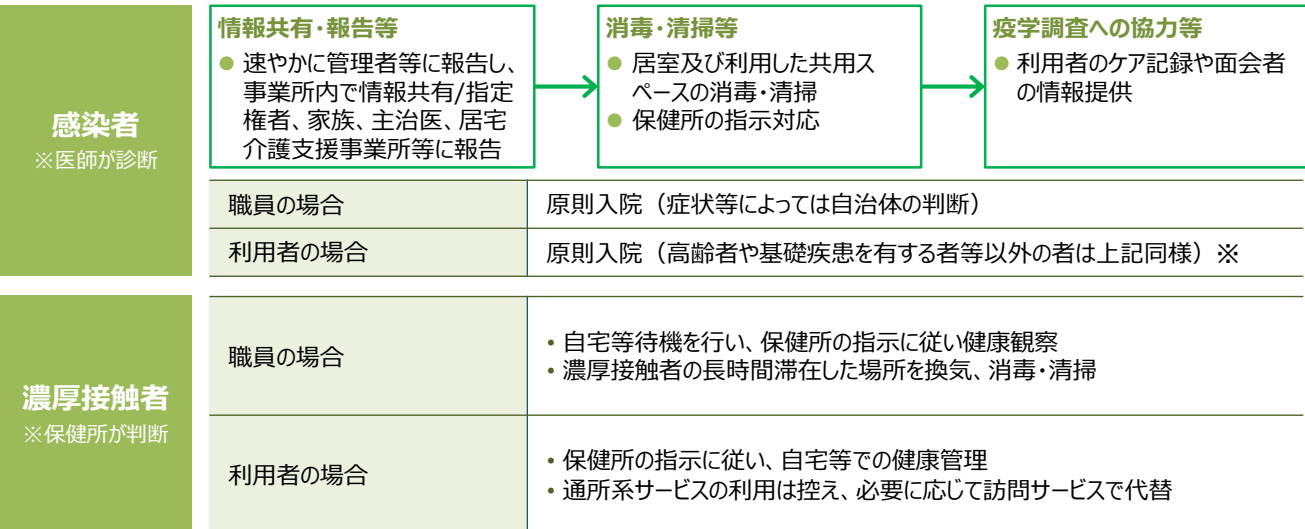 感染者
※医師が診断
情報共有・報告等
● 速やかに管理者等に報告し、
事業所内で情報共有/指定
権者、家族、主治医、居宅
介護支援事業所等に報告
消毒・清掃等
● 居室及び利用した共用ス
ペースの消毒・清掃
● 保健所の指示対応
疫学調査への協力等
● 利用者のケア記録や面会者
の情報提供
職員の場合
原則入院（症状等によっては自治体の判断）
利用者の場合
原則入院（高齢者や基礎疾患を有する者等以外の者は上記同様）※
濃厚接触者
※保健所が判断
職員の場合
• 自宅等待機を行い、保健所の指示に従い健康観察
• 濃厚接触者の長時間滞在した場所を換気、消毒・清掃
利用者の場合
• 保健所の指示に従い、自宅等での健康管理
• 通所系サービスの利用は控え、必要に応じて訪問サービスで代替